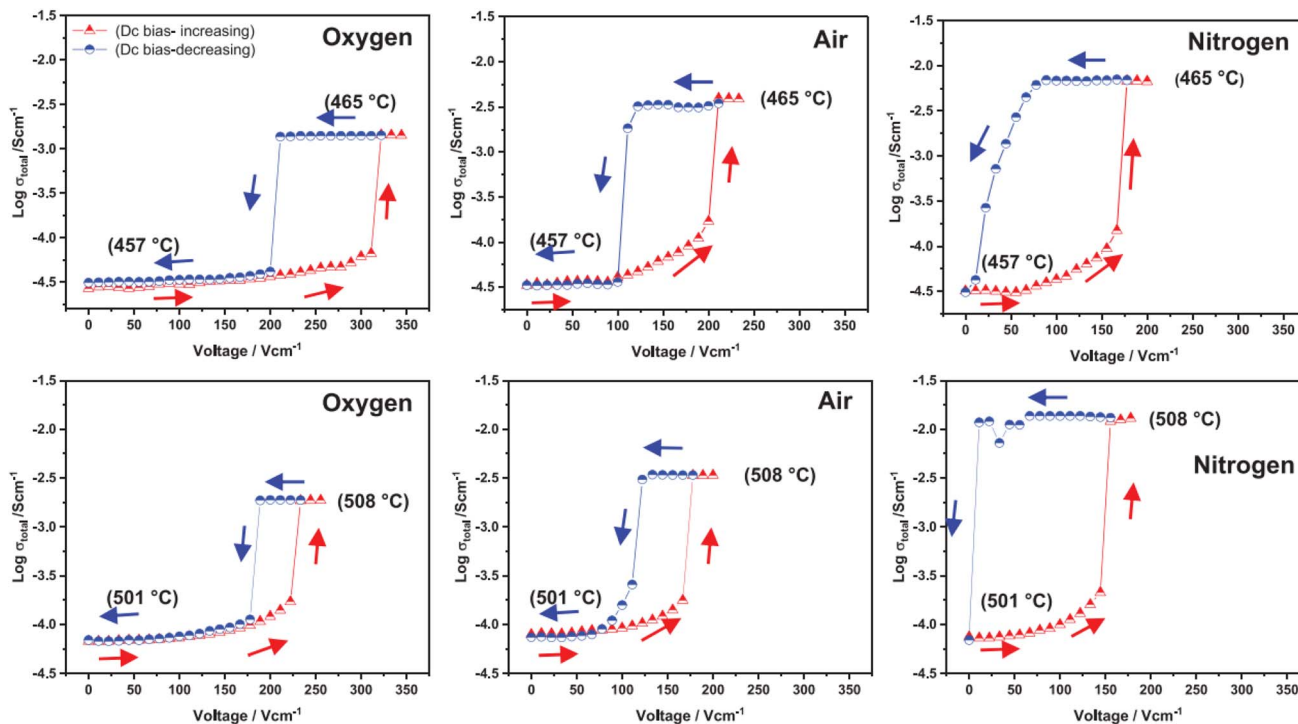 Oxygen
(Dc bias- increasing)
(Dc bias-decreasing)
(465 °C)
(457 °C)
Log σtotal /Scm-1
-1.5
-2.0
-2.5
-3.0
-3.5
-4.0
-4.5
0 50 100 150 200 250 300 350
Voltage / Vcm-1
Air
(465 °C)
(457 °C)
Log σtotal /Scm-1
-1.5
-2.0
-2.5
-3.0
-3.5
-4.0
-4.5
0 50 100 150 200 250 300 350
Voltage / Vcm-1
Nitrogen
(465 °C)
(457 °C)
Log σtotal /Scm-1
-1.5
-2.0
-2.5
-3.0
-3.5
-4.0
-4.5
0 50 100 150 200 250 300 350
Voltage / Vcm-1
Oxygen
(508 °C)
(501 °C)
Log σtotal /Scm-1
-1.5
-2.0
-2.5
-3.0
-3.5
-4.0
-4.5
0 50 100 150 200 250 300 350
Voltage / Vcm-1
Air
(508 °C)
(501 °C)
Log σtotal /Scm-1
-1.5
-2.0
-2.5
-3.0
-3.5
-4.0
-4.5
0 50 100 150 200 250 300 350
Voltage / Vcm-1
(508 °C)
Nitrogen
(501 °C)
Log σtotal /Scm-1
-1.5
-2.0
-2.5
-3.0
-3.5
-4.0
-4.5
0 50 100 150 200 250 300 350
Voltage / Vcm-1